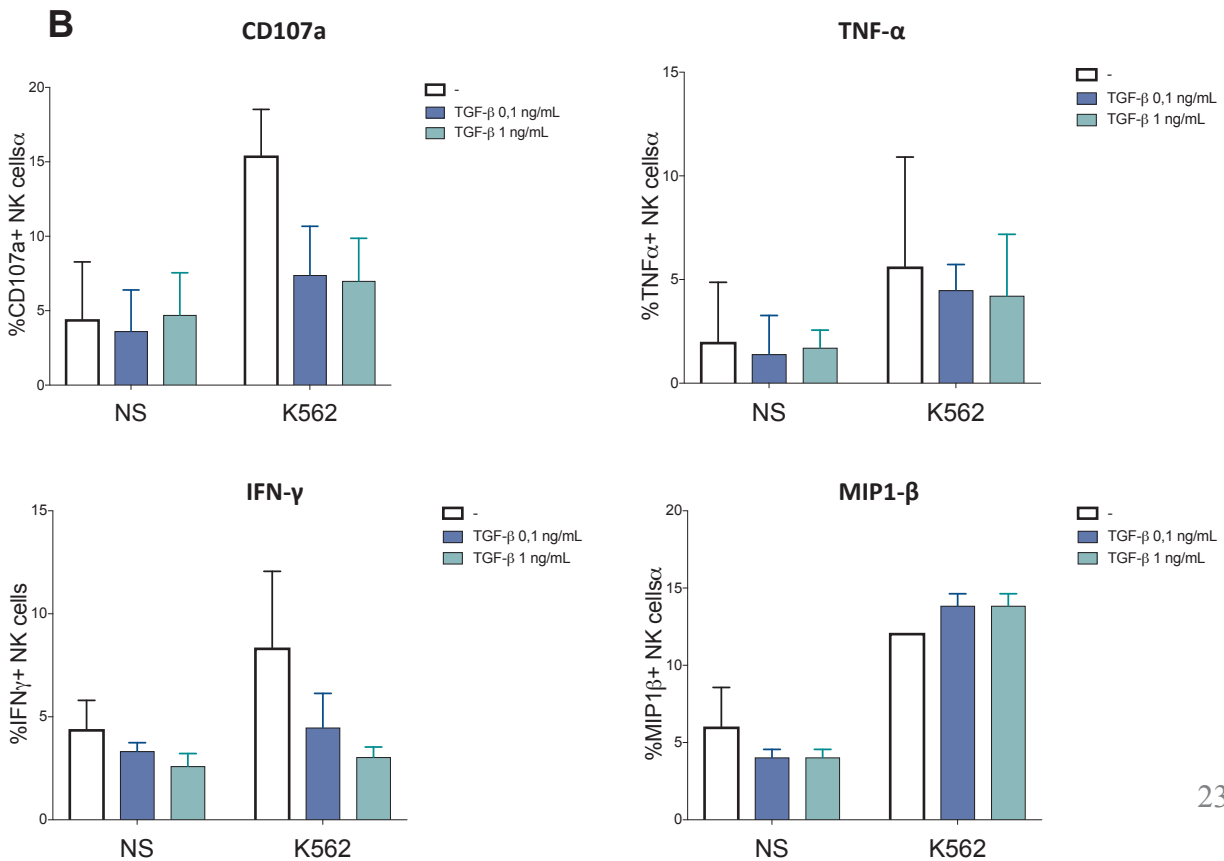 B
CD107a
20
15
10
5
0
%CD107a+ NK cellsα
NS
K562
-
TGF-β 0,1 ng/mL
TGF-β 1 ng/mL
TNF-α
15
10
5
0
%TNFα+ NK cellsα
NS
K562
-
TGF-β 0,1 ng/mL
TGF-β 1 ng/mL
IFN-γ
15
10
5
0
%IFNγ+ NK cells
NS
K562
-
TGF-β 0,1 ng/mL
TGF-β 1 ng/mL
MIP1-β
20
15
10
5
0
%MIP1β+ NK cellsα
NS
K562
-
TGF-β 0,1 ng/mL
TGF-β 1 ng/mL
23